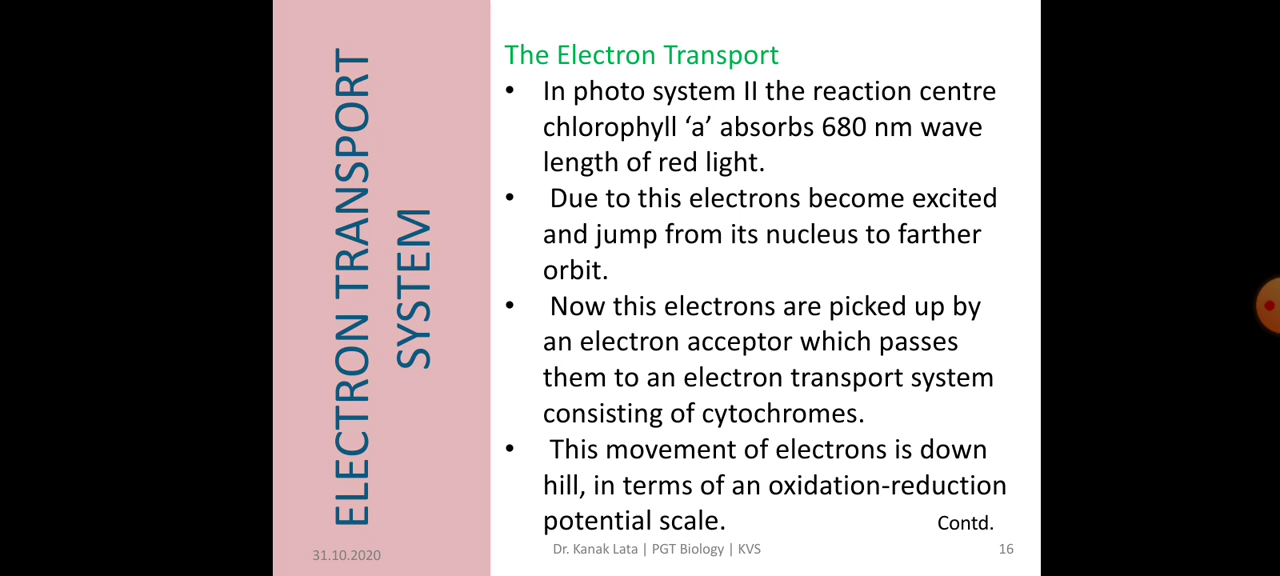 ELECTRON TRANSPORT
SYSTEM
The Electron Transport
• In photo system II the reaction centre
chlorophyll ‘a’ absorbs 680 nm wave
length of red light.
• Due to this electrons become excited
and jump from its nucleus to farther
orbit.
• Now this electrons are picked up by
an electron acceptor which passes
them to an electron transport system
consisting of cytochromes.
• This movement of electrons is down
hill, in terms of an oxidation-reduction
potential scale.
Contd.
31.10.2020
Dr. Kanak Lata | PGT Biology | KVS
16